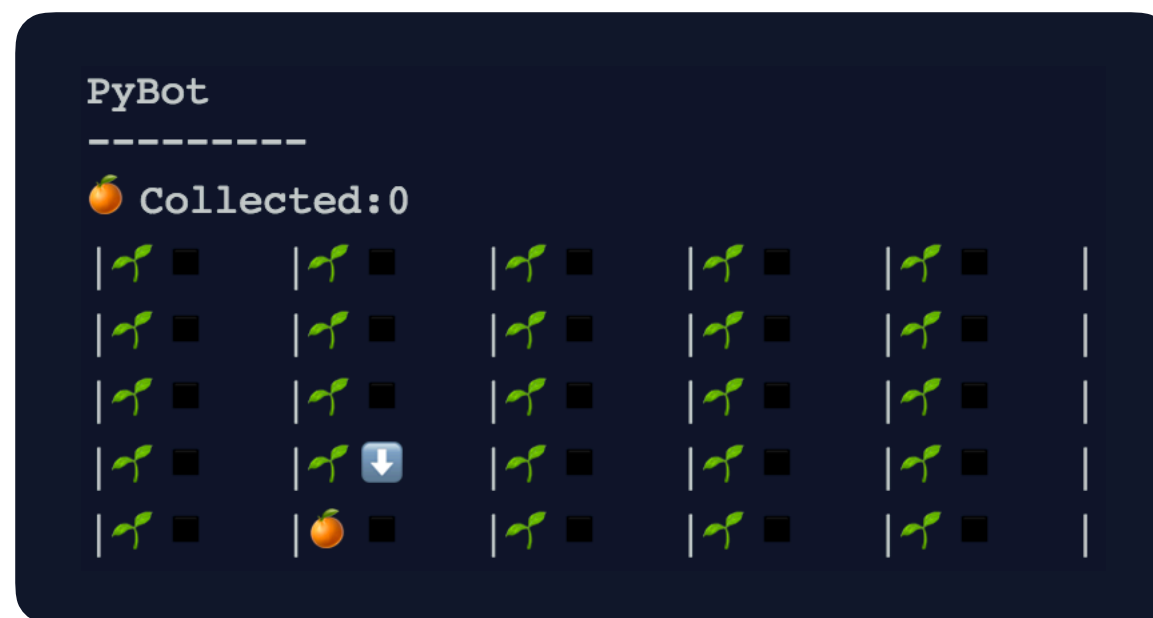 PyBot
---------
🍊 Collected:0
|🌱 ⬛ |🌱 ⬛ |🌱 ⬛ |🌱 ⬛ |🌱 ⬛ |
|🌱 ⬛ |🌱 ⬛ |🌱 ⬛ |🌱 ⬛ |🌱 ⬛ |
|🌱 ⬛ |🌱 ⬛ |🌱 ⬛ |🌱 ⬛ |🌱 ⬛ |
|🌱 ⬛ |🌱 ⬇️ |🌱 ⬛ |🌱 ⬛ |🌱 ⬛ |
|🌱 ⬛ |🍊 ⬛ |🌱 ⬛ |🌱 ⬛ |🌱 ⬛ |